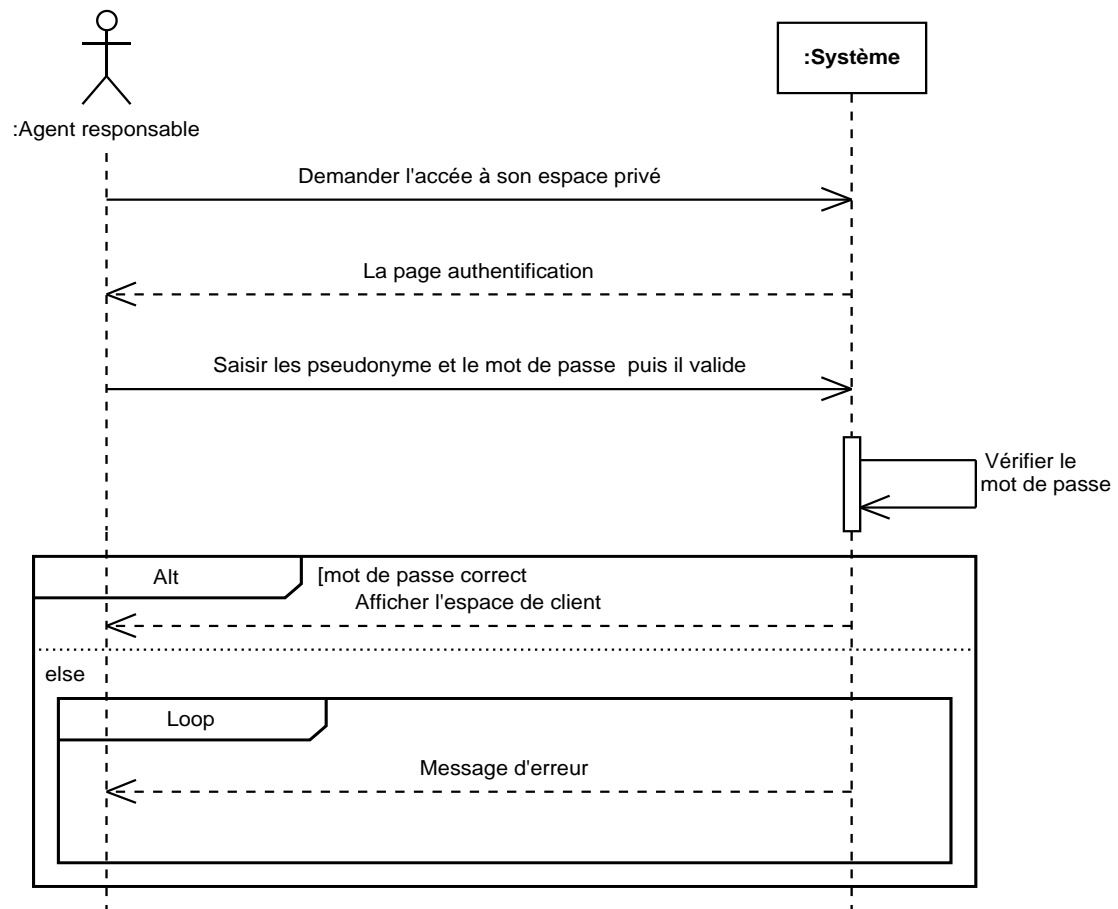 :Système
:Agent responsable
Demander l'accée à son espace privé
La page authentification
Saisir les pseudonyme et le mot de passe  puis il valide
Vérifier le
mot de passe
Alt
[mot de passe correct
Afficher l'espace de client
else
Loop
Message d'erreur